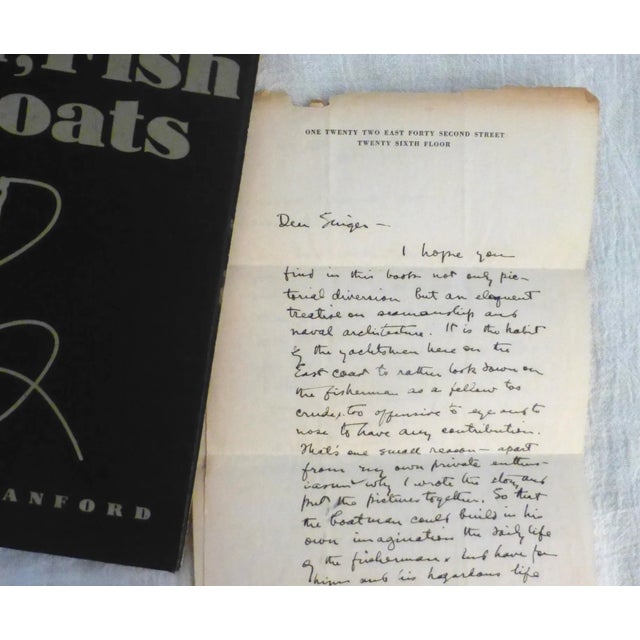 , Fish
oats
ANFORD
ONE TWENTY TWO EAST FORTY SECOND STREET
TWENTY SIXTH FLOOR
Dear Singer —
I hope you
find in this book not only pic-
torial diversion but an eloquent
treatise on seamanship and
naval architecture. It is the habit
of the yachtsmen here on the
East coast to rather look down on
the fisherman as a fellow too
crude, too offensive to eye and to
nose to have any contribution.
That's one small reason — apart
from my own private enthus-
iasm why I wrote the story and
put the pictures together. So that
the boatman could build in his
own imagination the daily life
of the fisherman, and have for
him and his hazardous life